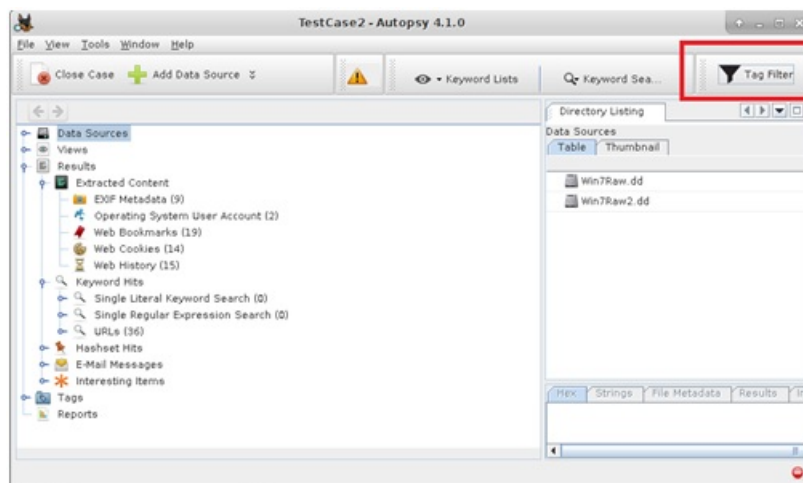 TestCase2 - Autopsy 4.1.0
File View Tools Window Help
Close Case Add Data Source Keyword Lists Keyword Sea... Tag Filter
Directory Listing
Data Sources
Table Thumbnail
Win7Raw.dd
Win7Raw2.dd
Data Sources
Views
Results
Extracted Content
EXIF Metadata (9)
Operating System User Account (2)
Web Bookmarks (19)
Web Cookies (14)
Web History (15)
Keyword Hits
Single Literal Keyword Search (0)
Single Regular Expression Search (0)
URLs (36)
Hashset Hits
E-Mail Messages
Interesting Items
Tags
Reports
Hex Strings File Metadata Results